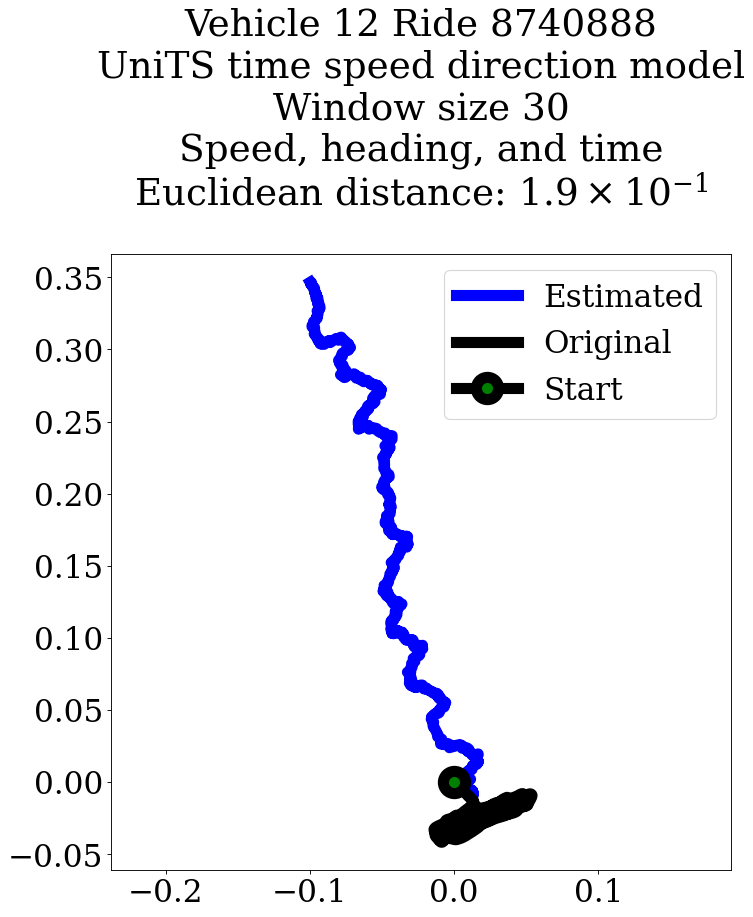 Vehicle 12 Ride 8740888
UniTS time speed direction model
Window size 30
Speed, heading, and time
Euclidean distance: 1.9 × 10⁻¹
Estimated
Original
Start
0.35
0.30
0.25
0.20
0.15
0.10
0.05
0.00
−0.05
−0.2 −0.1 0.0 0.1